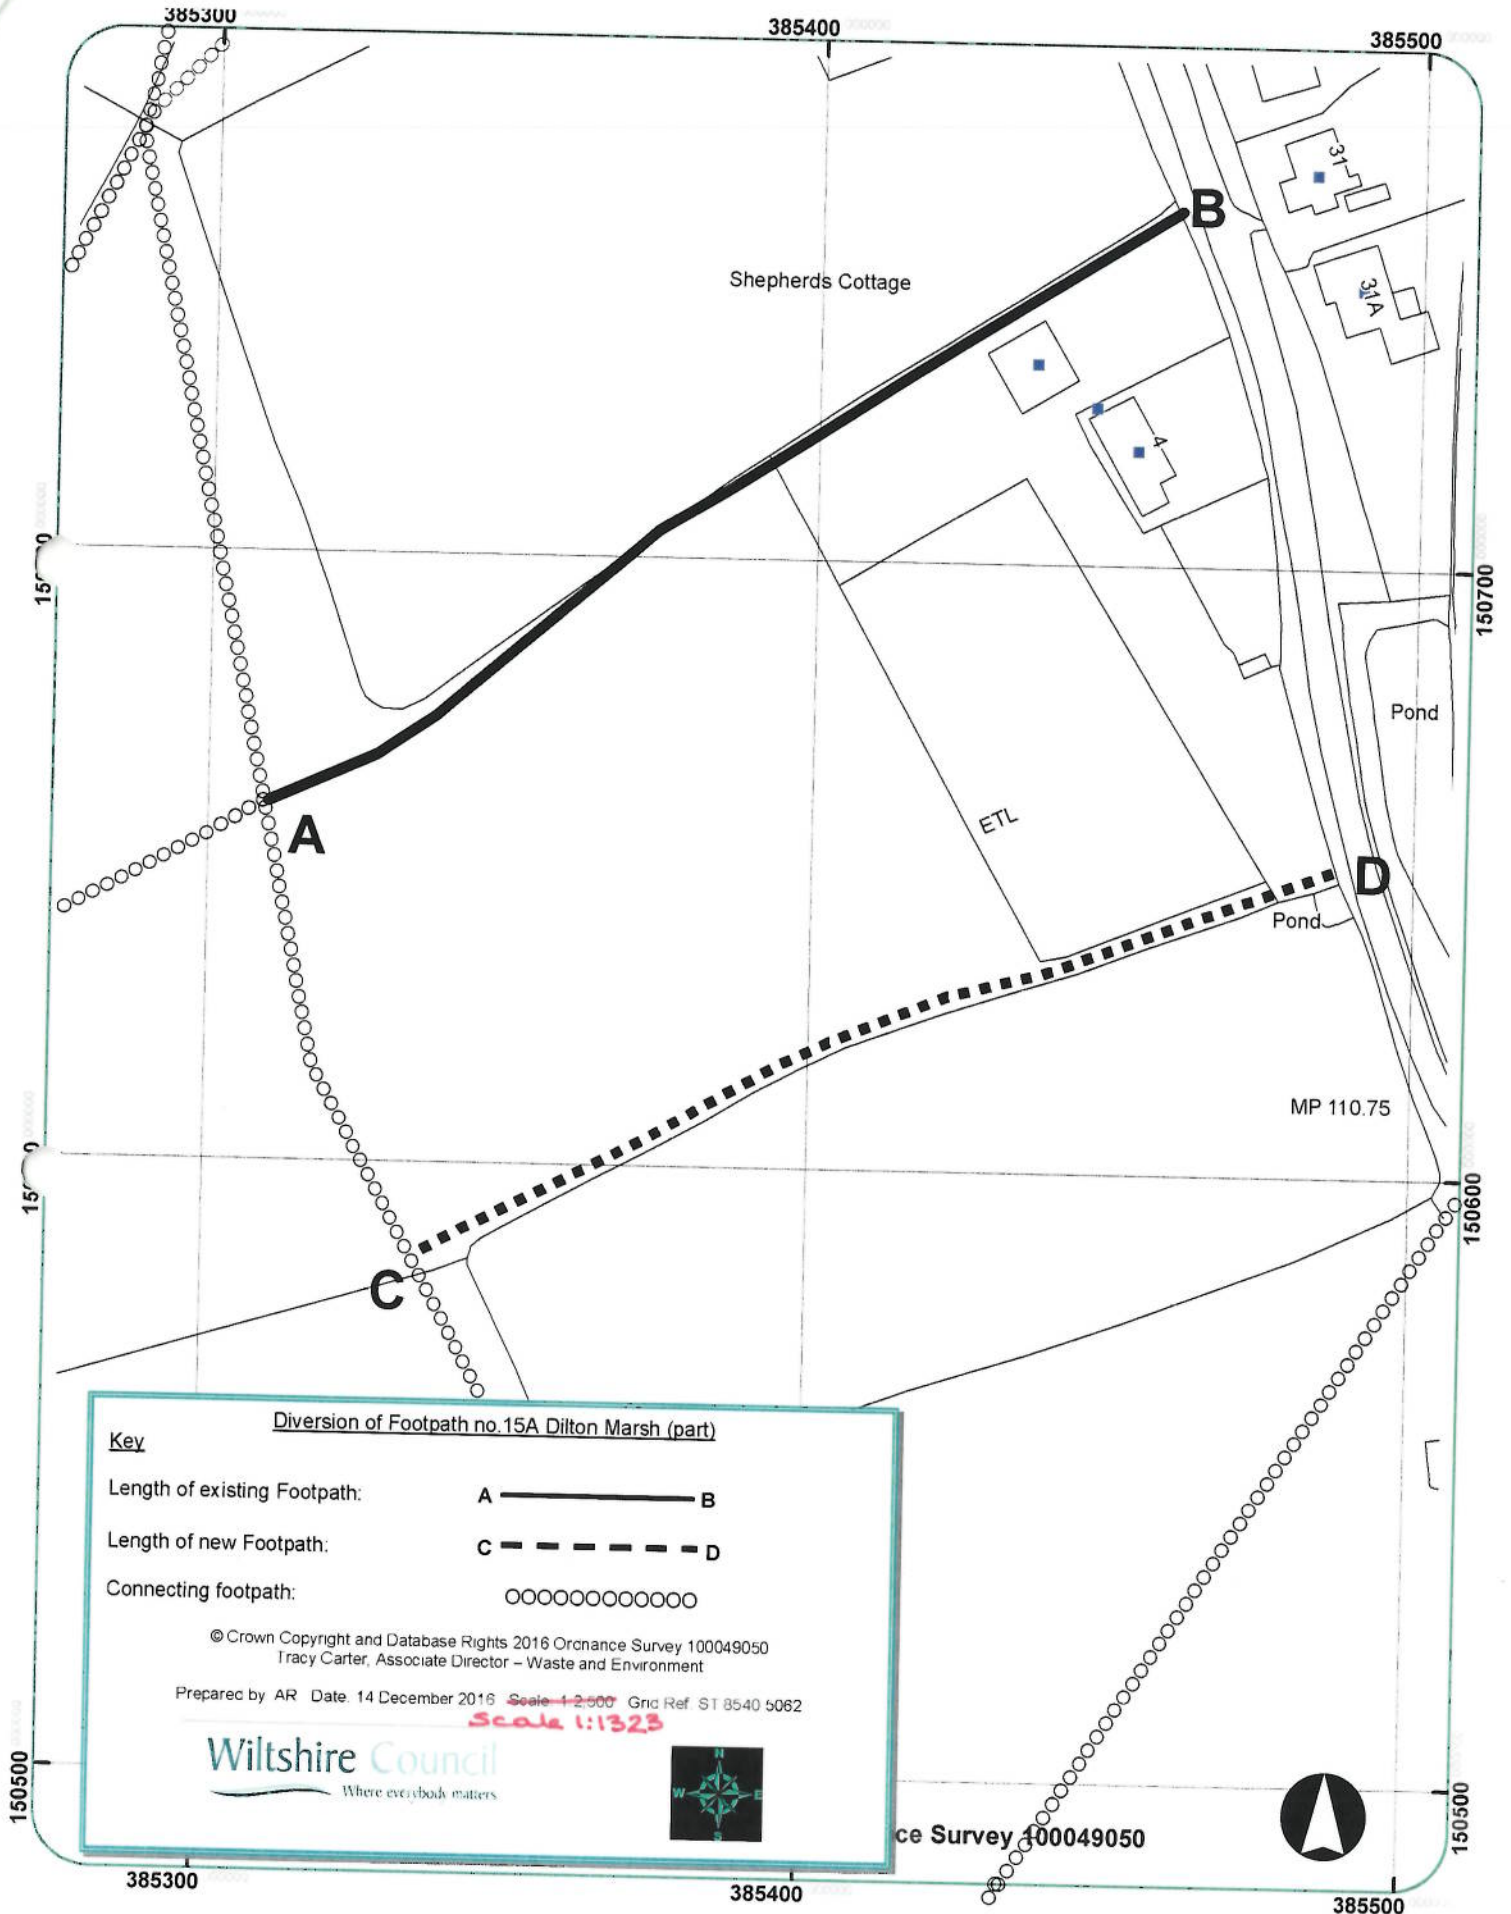 385300
385400
385500
31
B
Shepherds Cottage
31A
4
150700
Pond
ETL
A
D
Pond
MP 110.75
150600
C
Diversion of Footpath no.15A Dilton Marsh (part)
Key
Length of existing Footpath: A B
Length of new Footpath: C D
Connecting footpath:
© Crown Copyright and Database Rights 2016 Ordnance Survey 100049050
Tracy Carter, Associate Director – Waste and Environment
Prepared by AR Date. 14 December 2016 Scale 1:2,500 Grid Ref. ST 8540 5062
Scale 1:1323
Wiltshire Council
Where everybody matters
N
W E
S
150500
ce Survey 100049050
150500
385300
385400
385500